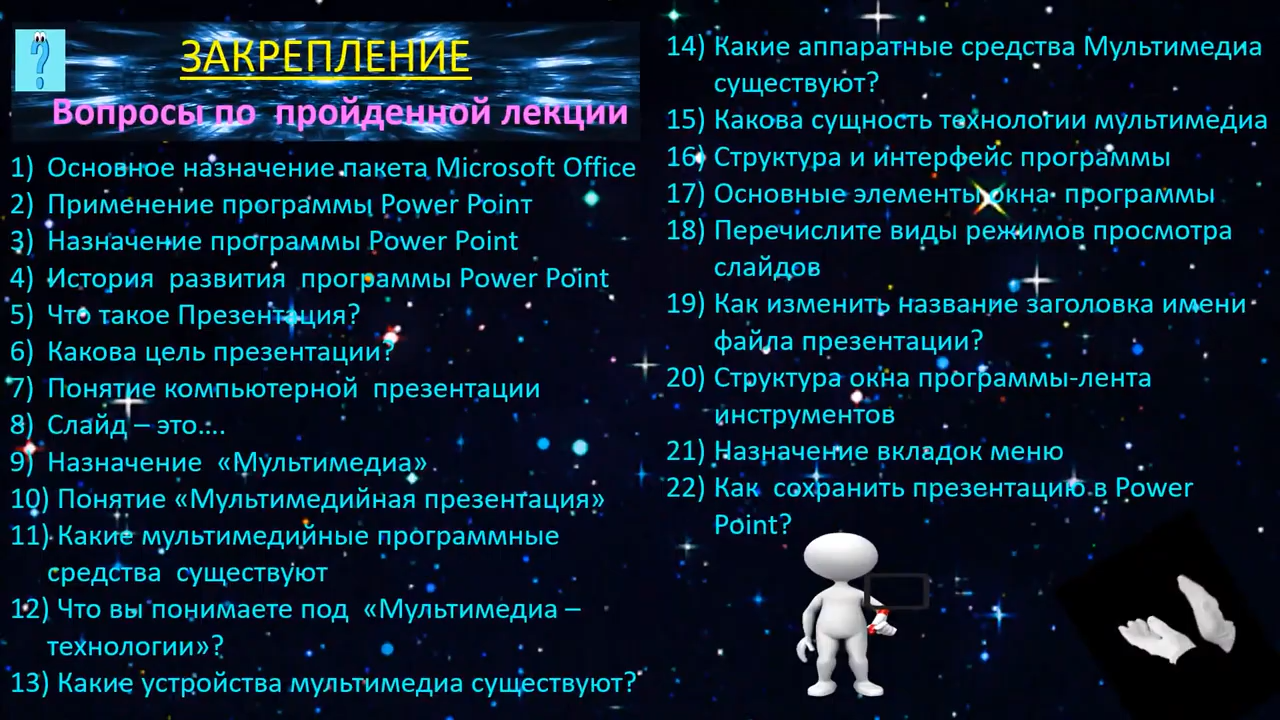 ЗАКРЕПЛЕНИЕ
Вопросы по пройденной лекции
1) Основное назначение пакета Microsoft Office
2) Применение программы Power Poinт
3) Назначение программы Power Point
4) История развития программы Power Point
5) Что такое Презентация?
6) Какова цель презентации?
7) Понятие компьютерной презентации
8) Слайд – это….
9) Назначение «Мультимедиа»
10) Понятие «Мультимедийная презентация»
11) Какие мультимедийные программные
средства существуют
12) Что вы понимаете под «Мультимедиа –
технологии»?
13) Какие устройства мультимедиа существуют?
14) Какие аппаратные средства Мультимедиа
существуют?
15) Какова сущность технологии мультимедиа
16) Структура и интерфейс программы
17) Основные элементы окна программы
18) Перечислите виды режимов просмотра
слайдов
19) Как изменить название заголовка имени
файла презентации?
20) Структура окна программы-лента
инструментов
21) Назначение вкладок меню
22) Как сохранить презентацию в Power
Point?